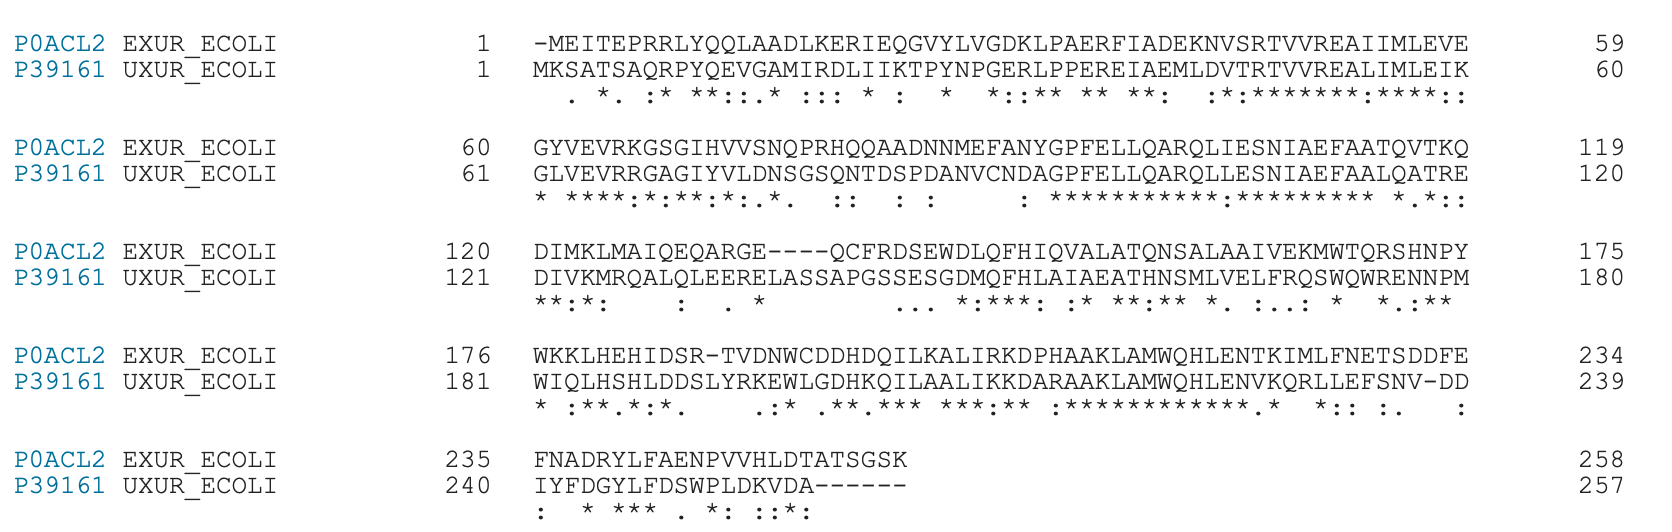 P0ACL2 EXUR_ECOLI 1 -MEITEPRRLYQQLAADLKERIEQGVYLVGDKLPAERFIADEKNVSRTVVREAIIMLEVE 59
P39161 UXUR_ECOLI 1 MKSATSAQRPYQEVGAMIRDLIIKTPYNPGERLPPEREIAEMLDVTRTVVREALIMLEIK 60
. *. :* **::.* ::: * :  *  *::** ** **:  :*:*******:****::
P0ACL2 EXUR_ECOLI 60 GYVEVRKGSGIHVVSNQPRHQQAADNNMEFANYGPFELLQARQLIESNIAEFAATQVTKQ 119
P39161 UXUR_ECOLI 61 GLVEVRRGAGIYVLDNSGSQNTDSPDANVCNDAGPFELLQARQLLESNIAEFAALQATRE 120
* ****:*:**:*:.*.  ::  : :     : ***********:********* *.*::
P0ACL2 EXUR_ECOLI 120 DIMKLMAIQEQARGE----QCFRDSEWDLQFHIQVALATQNSALAAIVEKMWTQRSHNPY 175
P39161 UXUR_ECOLI 121 DIVKMRQALQLEERELASSAPGSSESGDMQFHLAIAEATHNSMLVELFRQSWQWRENNPM 180
**:*:    :  . *        ... *:***: :* **:** *. :..: *  *.:**
P0ACL2 EXUR_ECOLI 176 WKKLHEHIDSR-TVDNWCDDHDQILKALIRKDPHAAKLAMWQHLENTKIMLFNETSDDFE 234
P39161 UXUR_ECOLI 181 WIQLHSHLDDSLYRKEWLGDHKQILAALIKKDARAAKLAMWQHLENVKQRLLEFSNV-DD 239
* :**.*:*.    .:* .**.*** ***:** :************.*  *:: :.   :
P0ACL2 EXUR_ECOLI 235 FNADRYLFAENPVVHLDTATSGSK 258
P39161 UXUR_ECOLI 240 IYFDGYLFDSWPLDKVDA------ 257
:  * *** . *: ::*: